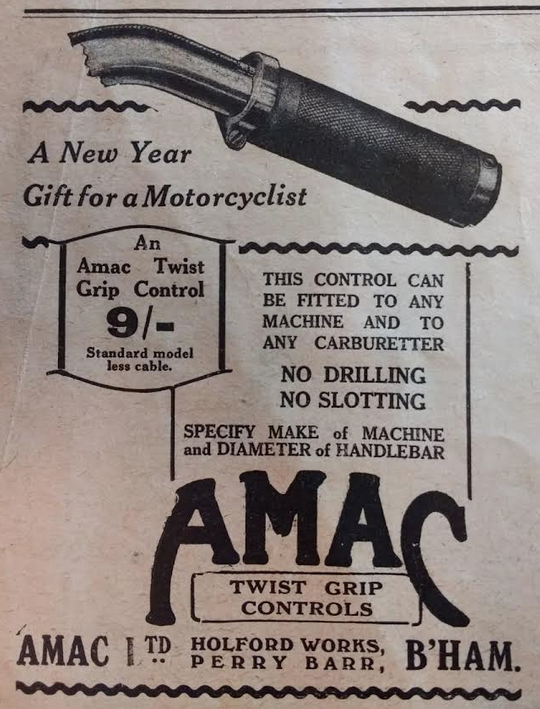 A New Year
Gift for a Motorcyclist
An
Amac Twist
Grip Control
9/-
Standard model
less cable.
THIS CONTROL CAN
BE FITTED TO ANY
MACHINE AND TO
ANY CARBURETTER
NO DRILLING
NO SLOTTING
SPECIFY MAKE of MACHINE
and DIAMETER of HANDLEBAR
AMAC
TWIST GRIP
CONTROLS
AMAC LTD HOLFORD WORKS,
PERRY BARR, B'HAM.